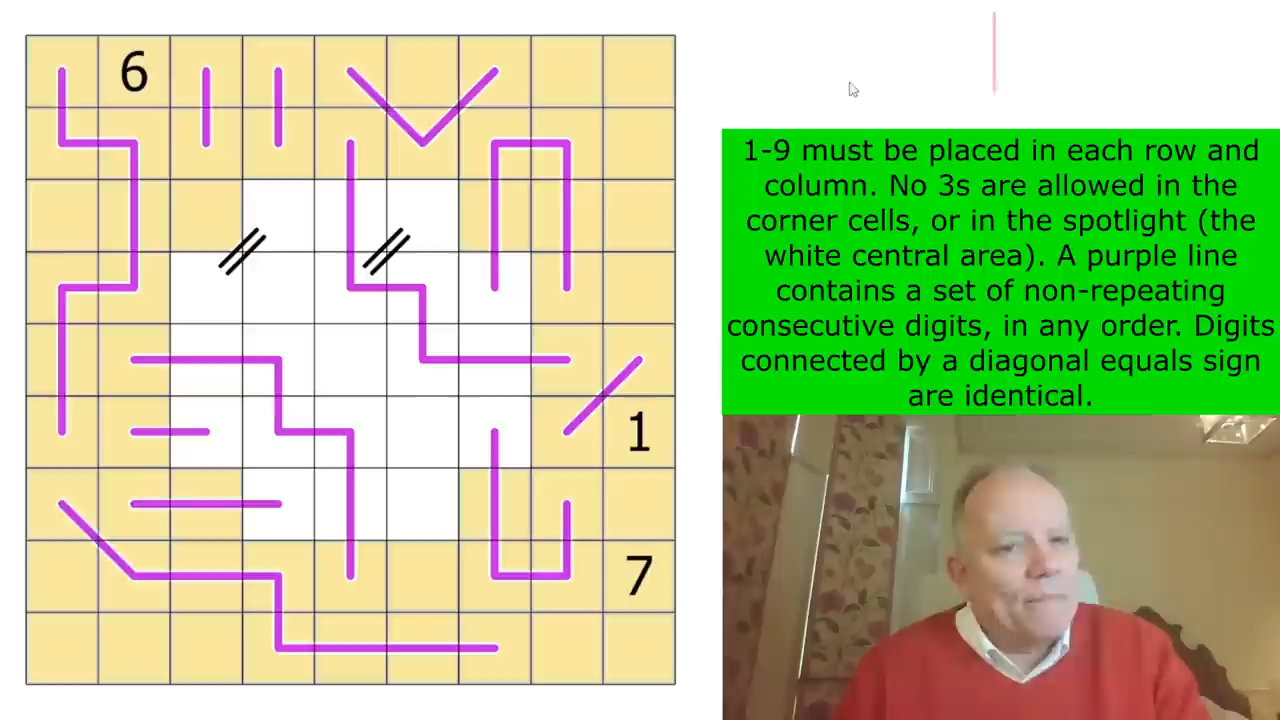 6
1-9 must be placed in each row and
column. No 3s are allowed in the
corner cells, or in the spotlight (the
white central area). A purple line
contains a set of non-repeating
consecutive digits, in any order. Digits
connected by a diagonal equals sign
are identical.
1
7